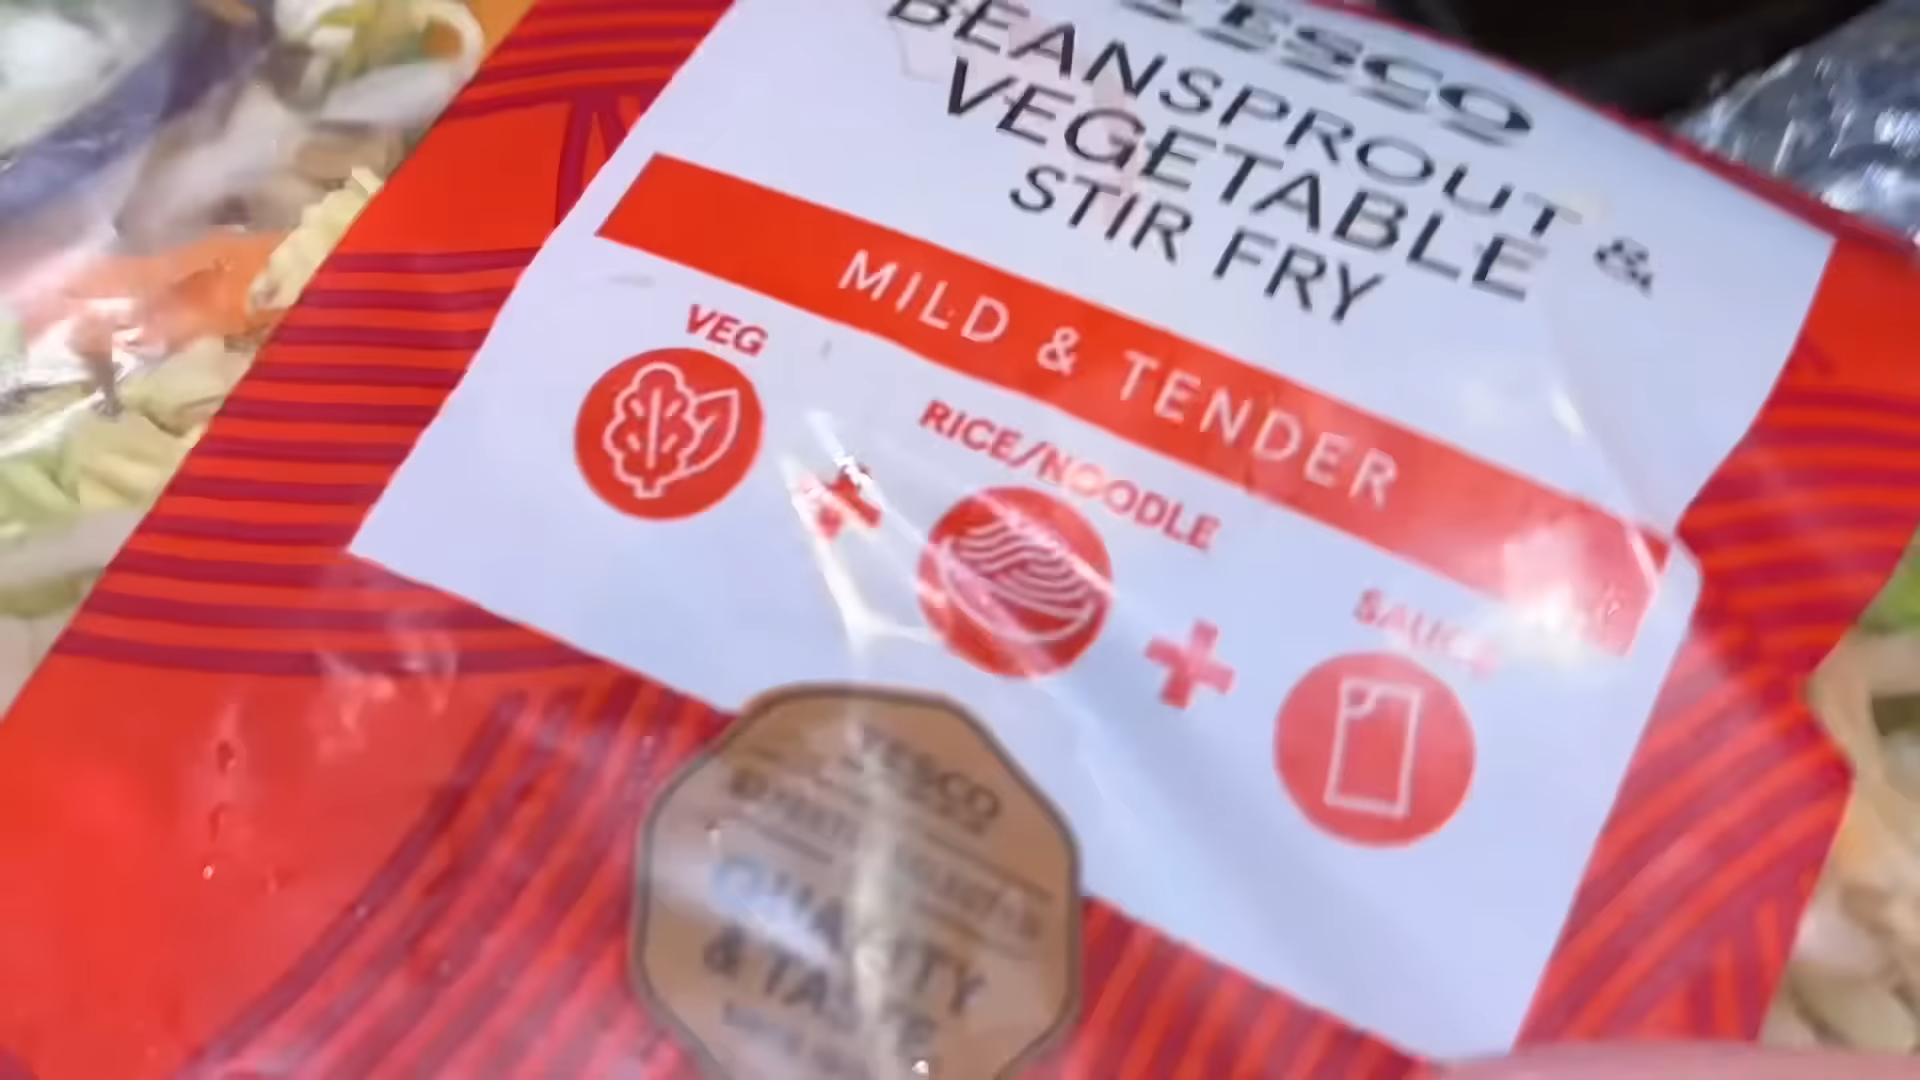 TESCO
BEANSPROUT &
VEGETABLE
STIR FRY
MILD & TENDER
VEG
RICE/NOODLE
SAUCE
TESCO
QUALITY
& TASTE